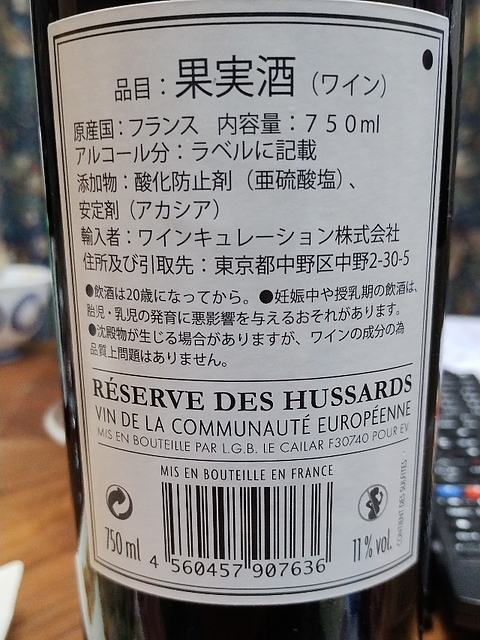 品目：果実酒（ワイン）
原産国：フランス　内容量：７５０ml
アルコール分：ラベルに記載
添加物：酸化防止剤（亜硫酸塩）、
安定剤（アカシア）
輸入者：ワインキュレーション株式会社
住所及び引取先：東京都中野区中野2-30-5
●飲酒は20歳になってから。●妊娠中や授乳期の飲酒は、
胎児・乳児の発育に悪影響を与えるおそれがあります。
●沈殿物が生じる場合がありますが、ワインの成分の為
品質上問題はありません。
RÉSERVE DES HUSSARDS
VIN DE LA COMMUNAUTÉ EUROPÉENNE
MIS EN BOUTEILLE PAR L.G.B. LE CAILAR F30740 POUR EV
MIS EN BOUTEILLE EN FRANCE
750 ml
4 560457 907636
11 % vol.
CONTIENT DES SULFITES